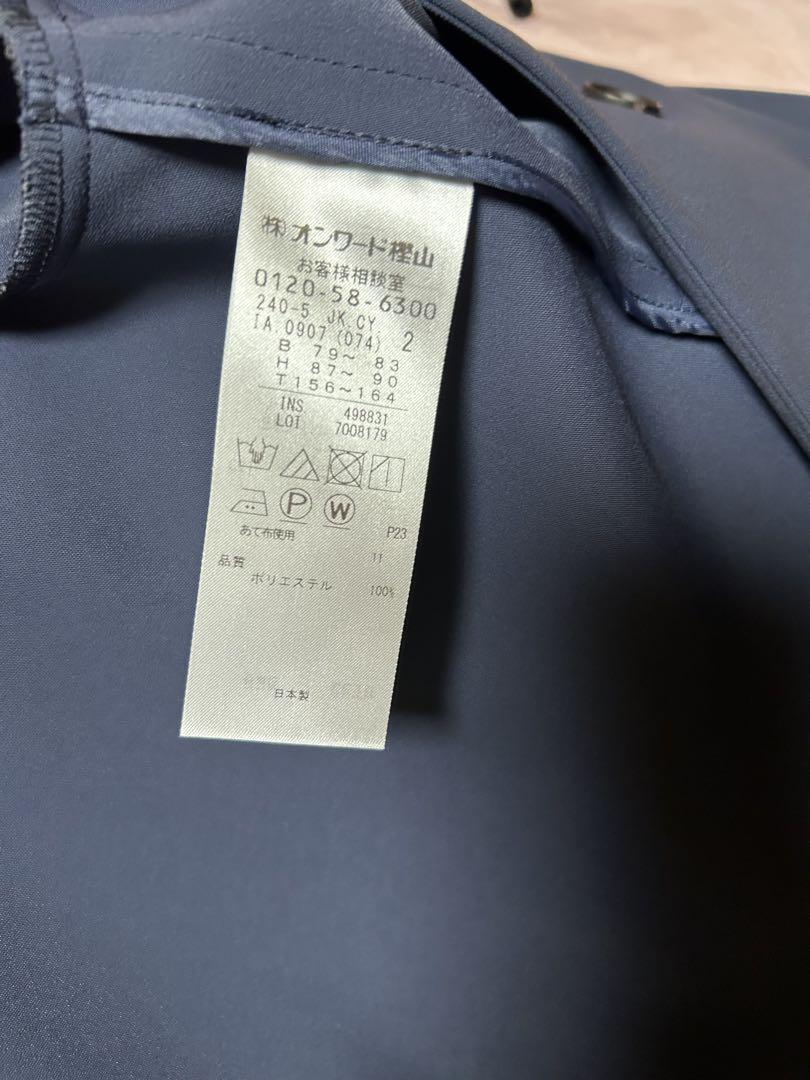 ㈱オンワード樫山
お客様相談室
0120-58-6300
240-5 JK.CY.
IA 0907 (074) 2
B 79～ 83
H 87～ 90
T 156～164
INS 498831
LOT 7008179
P W
あて布使用 P23
品質 11
ポリエステル 100%
日本製